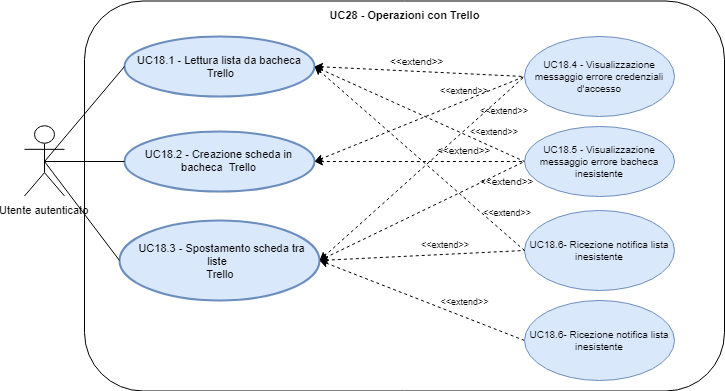 UC28 - Operazioni con Trello
UC18.1 - Lettura lista da bacheca
Trello
<<extend>>
UC18.4 - Visualizzazione
messaggio errore credenziali
d'accesso
<<extend>>
<<extend>>
<<extend>>
UC18.2 - Creazione scheda in
bacheca Trello
<<extend>>
UC18.5 - Visualizzazione
messaggio errore bacheca
inesistente
<<extend>>
Utente autenticato
<<extend>>
UC18.3 - Spostamento scheda tra
liste
Trello
<<extend>>
UC18.6- Ricezione notifica lista
inesistente
<<extend>>
UC18.6- Ricezione notifica lista
inesistente